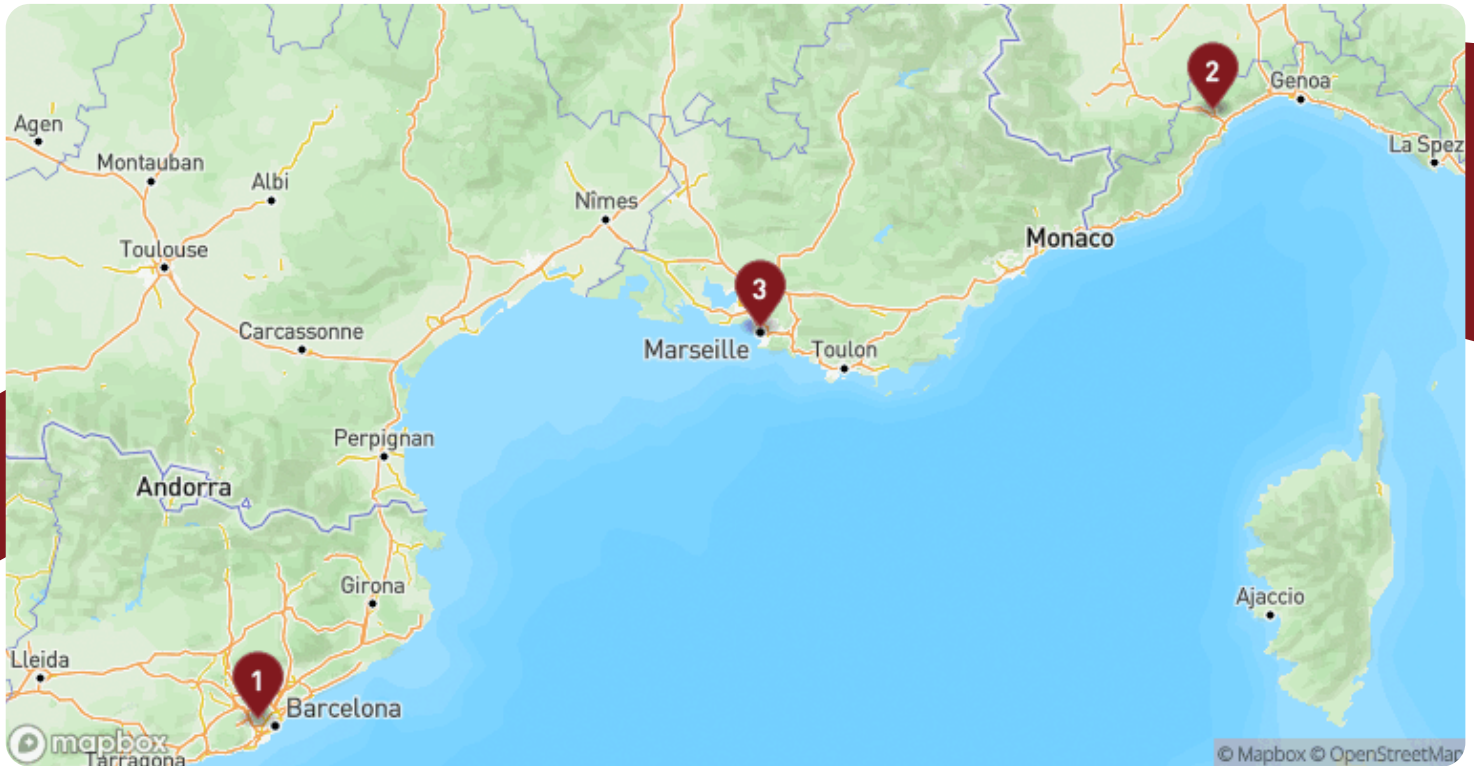 2
Genoa
Agen
La Spez
Montauban
Albi
Nîmes
Toulouse
Monaco
3
Carcassonne
Marseille
Toulon
Perpignan
Andorra
Girona
Ajaccio
Lleida
1
Barcelona
mapbox
Tarragona
© Mapbox © OpenStreetMap